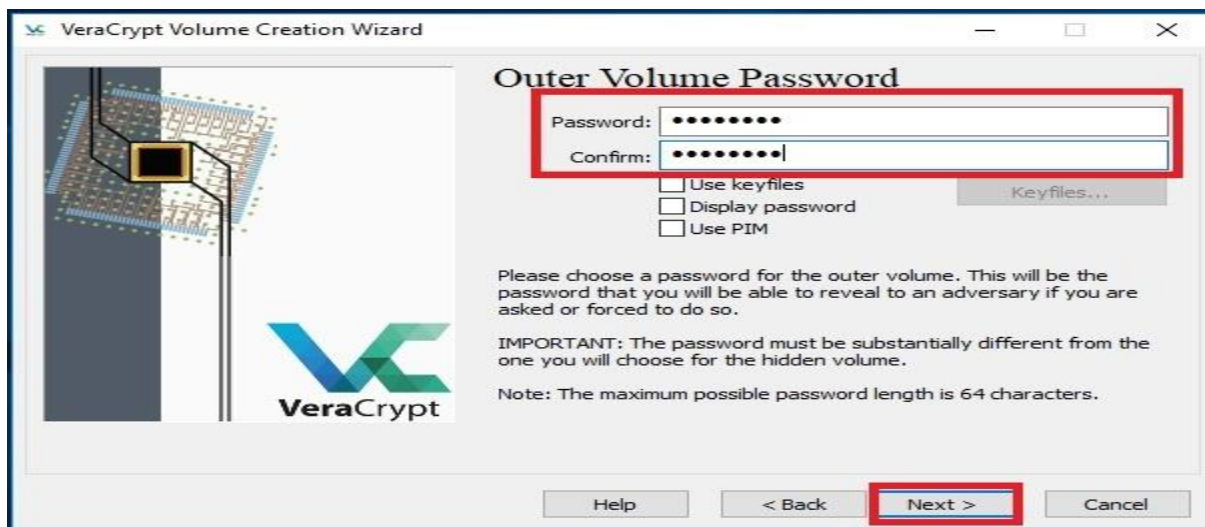 VeraCrypt Volume Creation Wizard
Outer Volume Password
Password: ••••••••
Confirm: ••••••••
Use keyfiles
Keyfiles...
Display password
Use PIM
Please choose a password for the outer volume. This will be the
password that you will be able to reveal to an adversary if you are
asked or forced to do so.
IMPORTANT: The password must be substantially different from the
one you will choose for the hidden volume.
Note: The maximum possible password length is 64 characters.
VeraCrypt
Help
< Back
Next >
Cancel